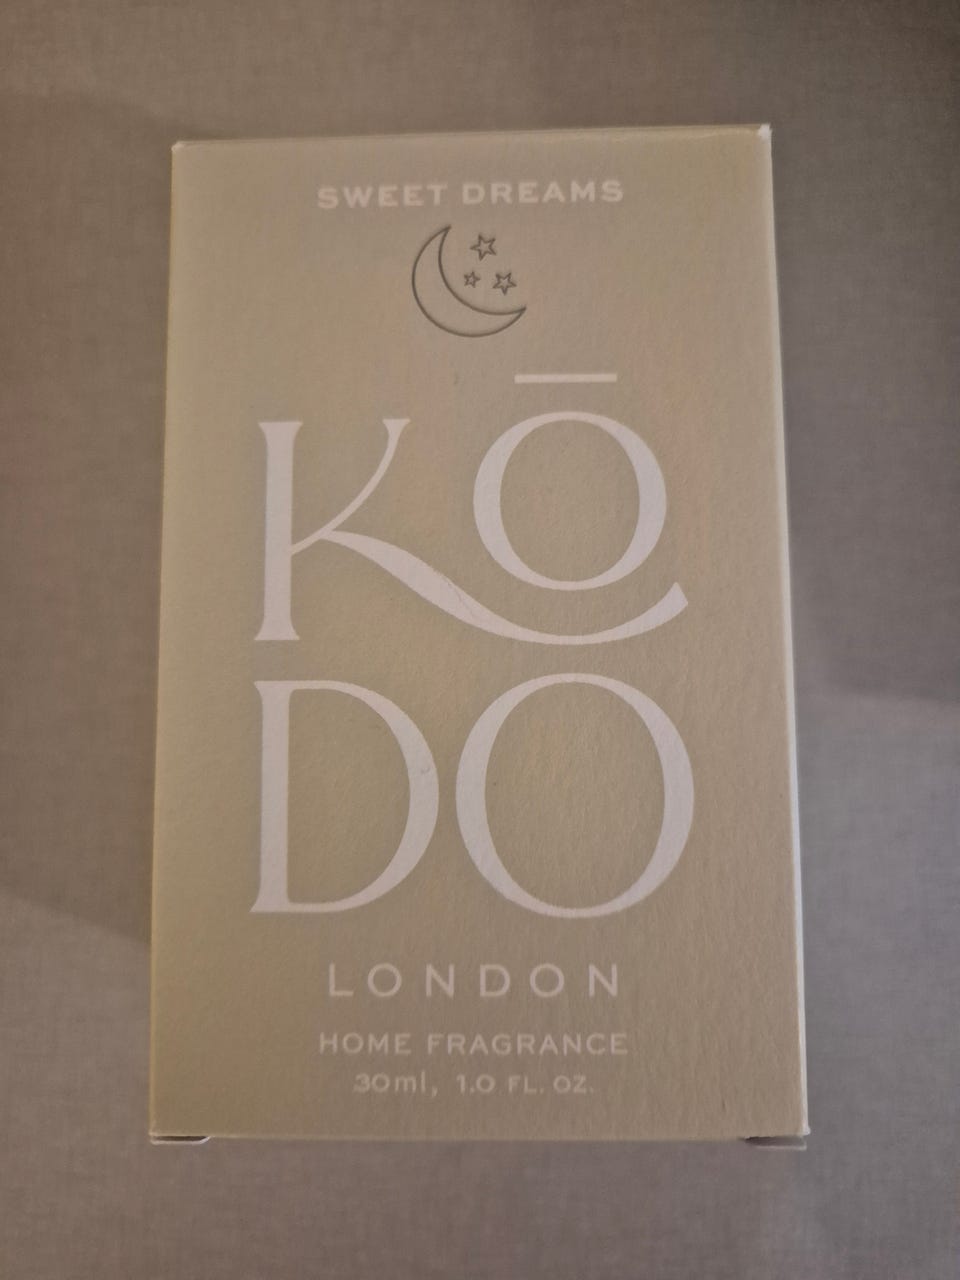 SWEET DREAMS
KŌ
DO
LONDON
HOME FRAGRANCE
30ml, 1.0 FL. OZ.